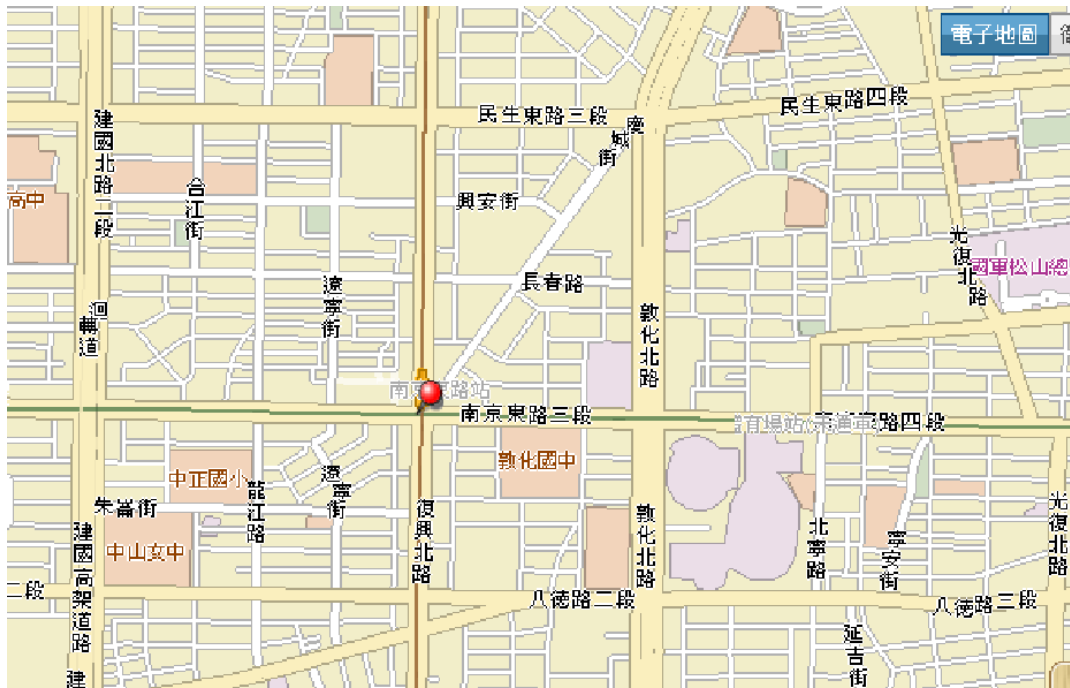 電子地圖
民生東路三段
民生東路四段
慶城街
建國北路二段
合江街
高中
興安街
光復北路
國軍松山總
長春路
遼寧街
迴轉道
敦化北路
南京東路站
南京東路三段
路四段
敦化國中
中正國小
遼寧街
龍江路
朱崙街
復興北路
敦化北路
北寧路
寧安街
光復北路
建國高架道路
中山女中
二段
八德路二段
八德路三段
延吉街
建